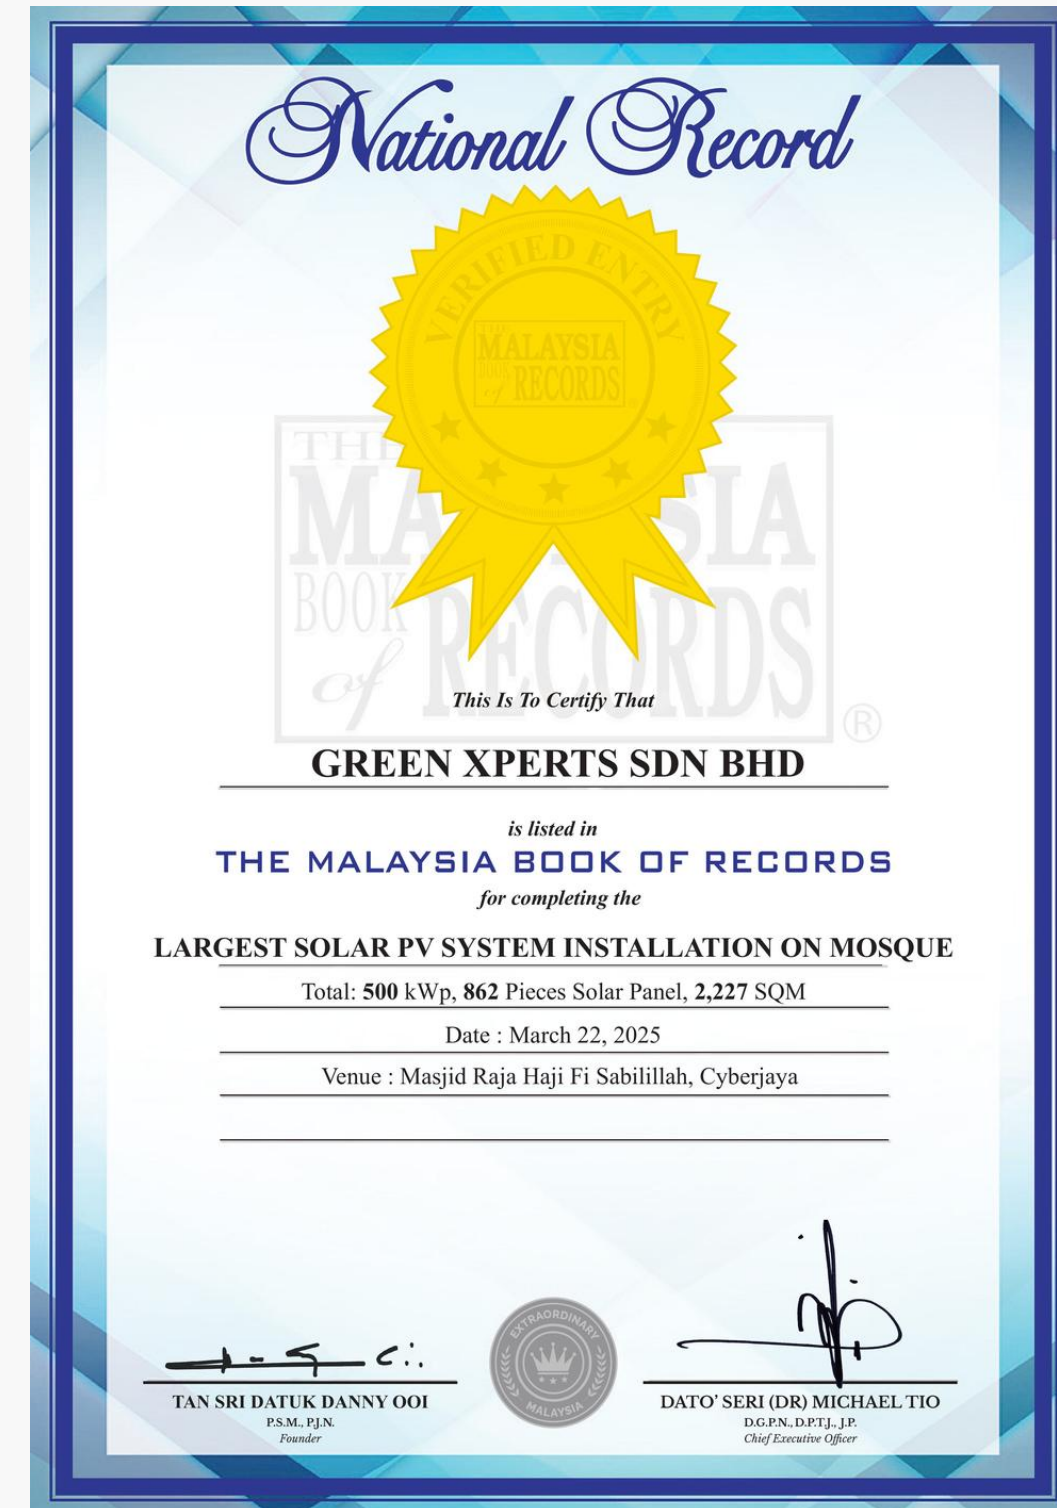 National Record
VERIFIED ENTRY
THE
MALAYSIA
BOOK
of RECORDS
THE
MALAYSIA
BOOK
of RECORDS
®
This Is To Certify That
GREEN XPERTS SDN BHD
is listed in
THE MALAYSIA BOOK OF RECORDS
for completing the
LARGEST SOLAR PV SYSTEM INSTALLATION ON MOSQUE
Total: 500 kWp, 862 Pieces Solar Panel, 2,227 SQM
Date : March 22, 2025
Venue : Masjid Raja Haji Fi Sabilillah, Cyberjaya
EXTRAORDINARY
MALAYSIA
TAN SRI DATUK DANNY OOI
P.S.M., P.J.N.
Founder
DATO' SERI (DR) MICHAEL TIO
D.G.P.N., D.P.T.J., J.P.
Chief Executive Officer